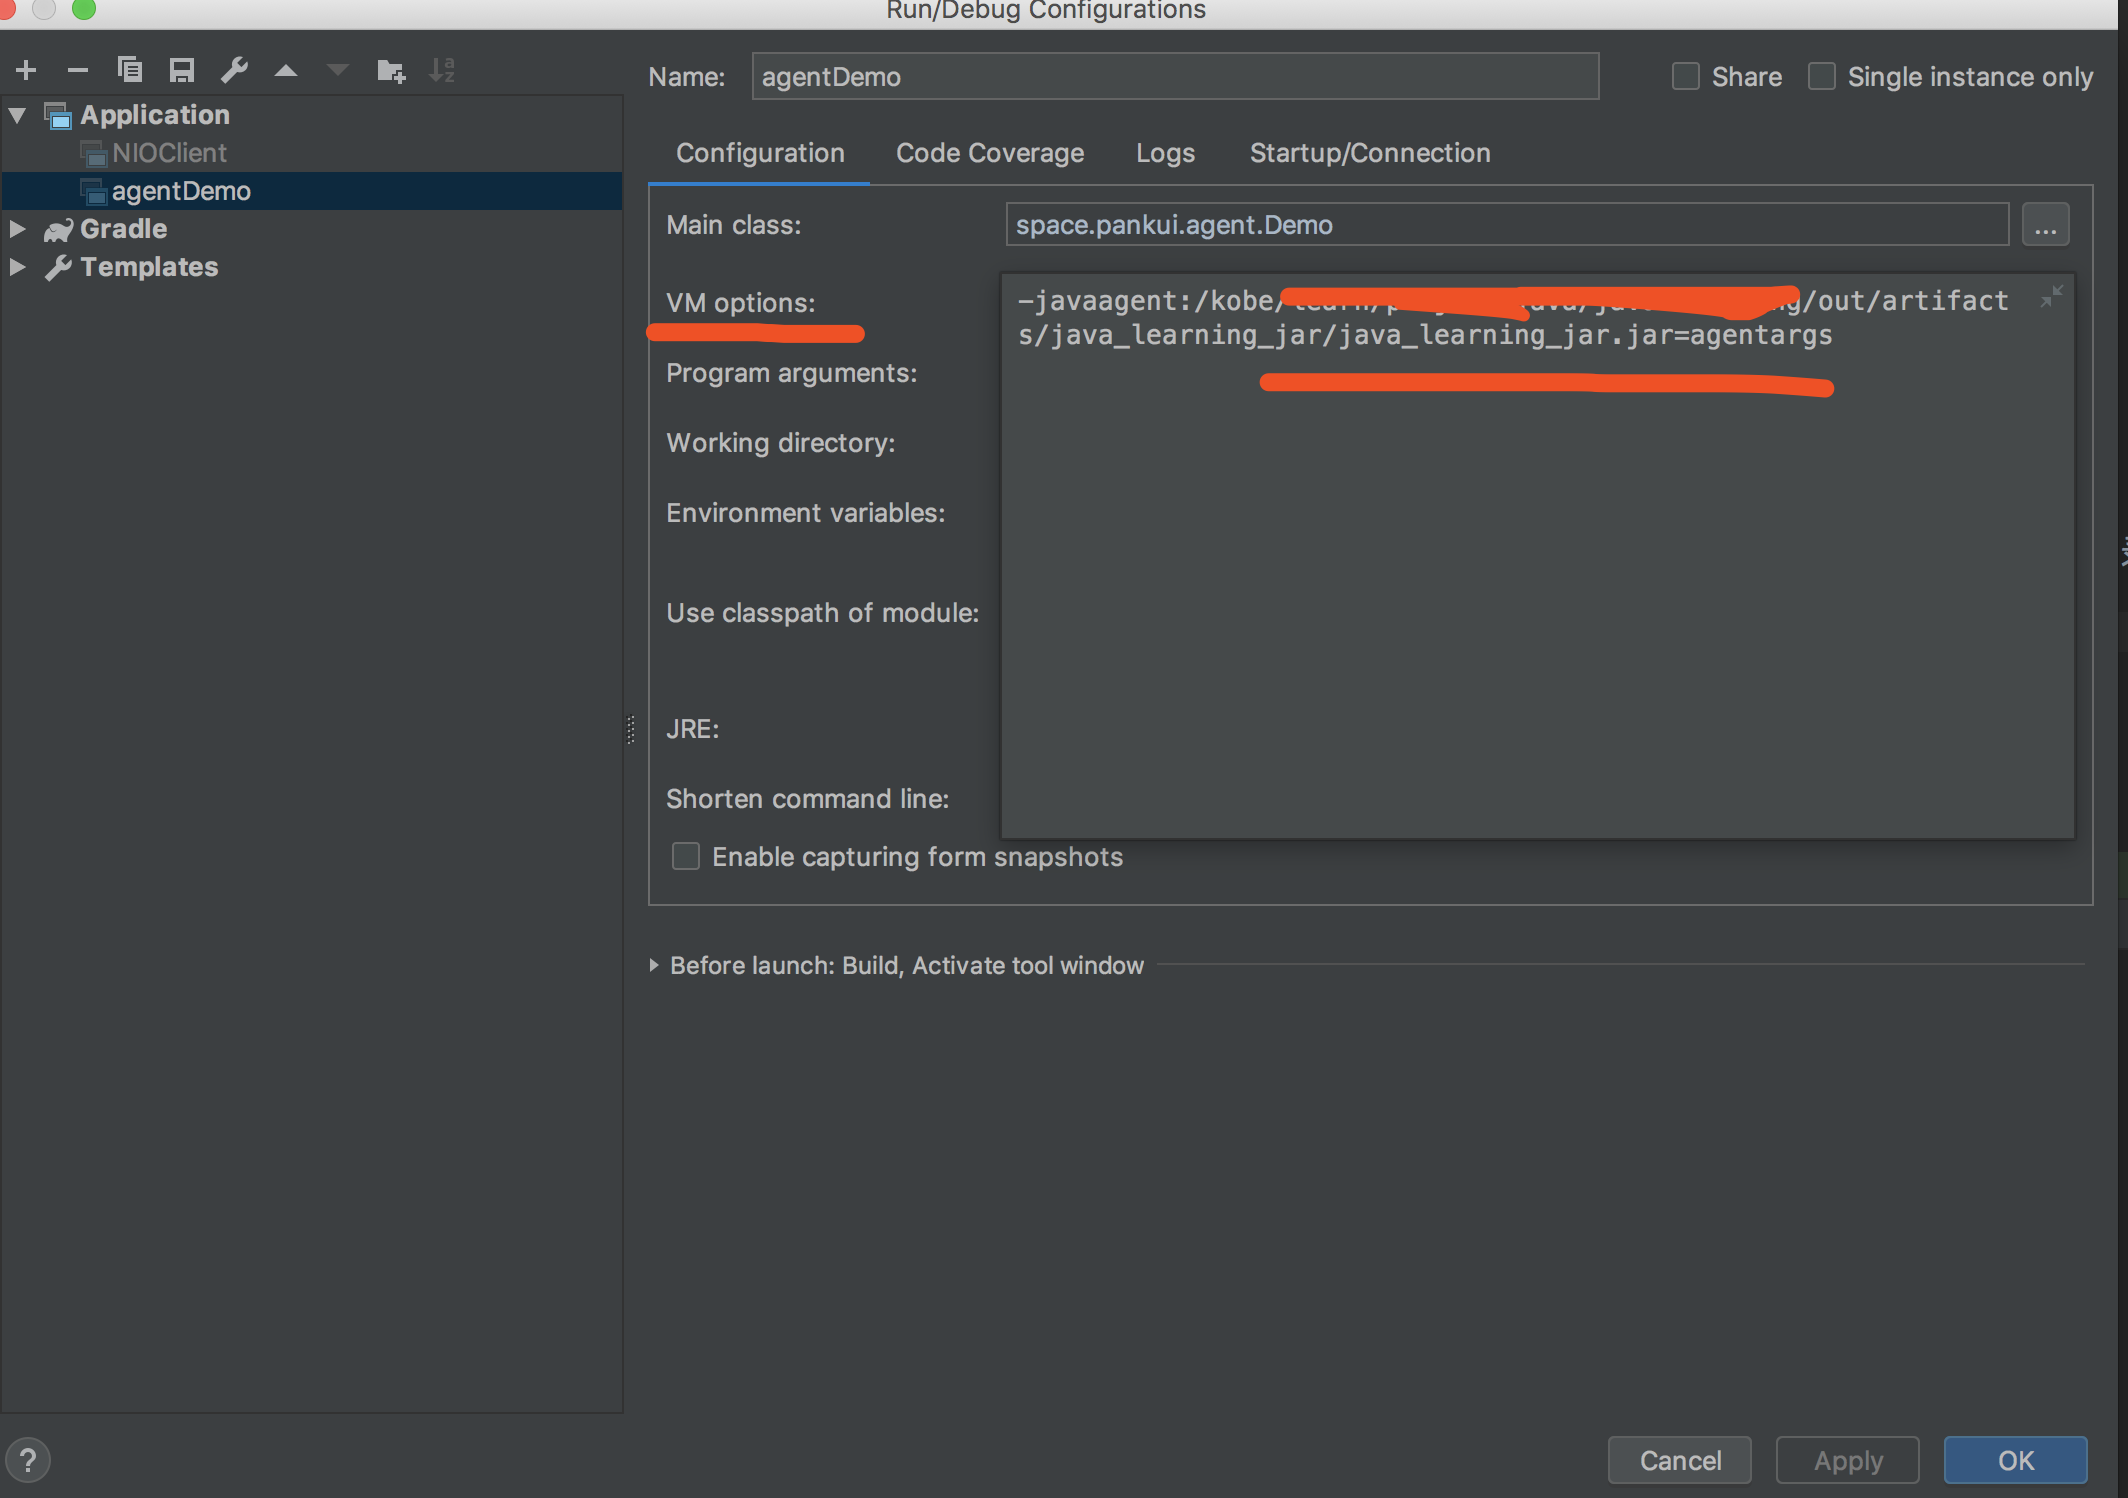 Run/Debug Configurations
Name:
agentDemo
Share
Single instance only
Application
NIOClient
agentDemo
Gradle
Templates
Configuration
Code Coverage
Logs
Startup/Connection
Main class:
space.pankui.agent.Demo
...
VM options:
-javaagent:/kobe/ /out/artifact
s/java_learning_jar/java_learning_jar.jar=agentargs
Program arguments:
Working directory:
Environment variables:
Use classpath of module:
JRE:
Shorten command line:
Enable capturing form snapshots
Before launch: Build, Activate tool window
?
Cancel
Apply
OK